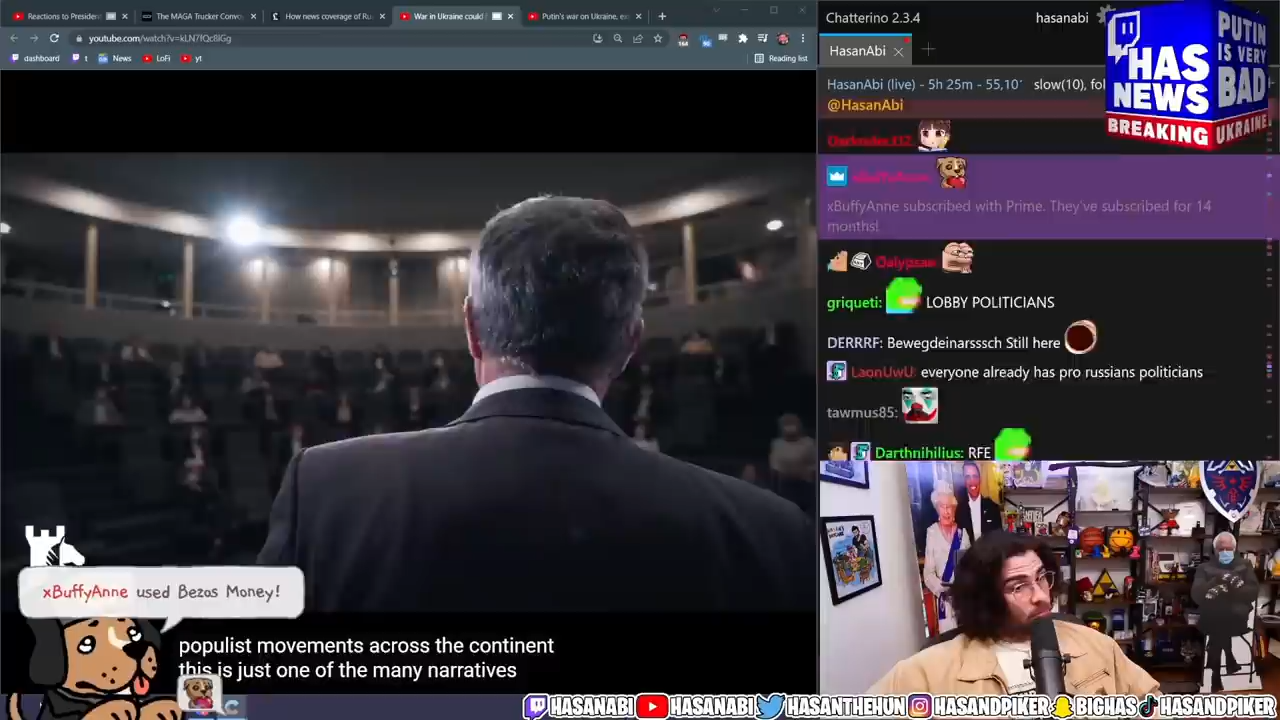 Reactions to President
The MAGA Trucker Convo
How news coverage of Ru
War in Ukraine could
Putin's war on Ukraine, ex
youtube.com/watch?v=kLN7fQc8lGg
dashboard
t
News
LoFi
yt
Reading list
xBuffyAnne used Bezos Money!
populist movements across the continent
this is just one of the many narratives
Chatterino 2.3.4
hasanabi
HasanAbi
HasanAbi (live) - 5h 25m - 55,10
slow(10), fol
@HasanAbi
xBuffyAnne subscribed with Prime. They've subscribed for 14
months!
griqueti: LOBBY POLITICIANS
DERRRF: Bewegdeinarsssch Still here
LaonUwU: everyone already has pro russians politicians
tawmus85:
Darthnihilius: RFE
HAS
NEWS
BREAKING
PUTIN
IS VERY
BAD
UKRAINE
HASANABI
HASANABI
HASANTHEHUN
HASANDPIKER
BIGHAS
HASANDPIKER